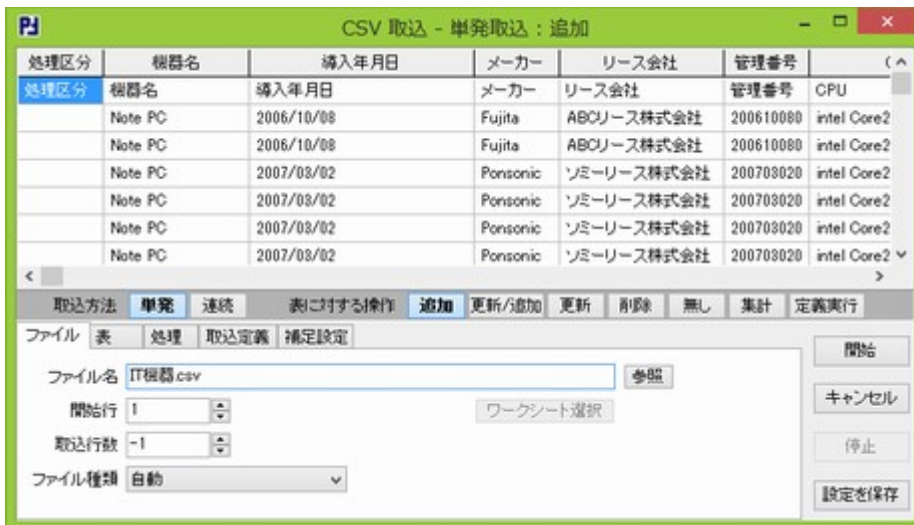 CSV 取込 - 単発取込 : 追加
処理区分 機器名 導入年月日 メーカー リース会社 管理番号 (
処理区分 機器名 導入年月日 メーカー リース会社 管理番号 CPU
Note PC 2006/10/08 Fujita ABCリース株式会社 200610080 intel Core2
Note PC 2006/10/08 Fujita ABCリース株式会社 200610080 intel Core2
Note PC 2007/03/02 Ponsonic ソミーリース株式会社 200703020 intel Core2
Note PC 2007/03/02 Ponsonic ソミーリース株式会社 200703020 intel Core2
Note PC 2007/03/02 Ponsonic ソミーリース株式会社 200703020 intel Core2
Note PC 2007/03/02 Ponsonic ソミーリース株式会社 200703020 intel Core2
取込方法 単発 連続 表に対する操作 追加 更新/追加 更新 削除 無し 集計 定義実行
ファイル 表 処理 取込定義 補足設定
ファイル名 IT機器.csv 参照
開始行 1 ワークシート選択
取込行数 -1
ファイル種類 自動
開始
キャンセル
停止
設定を保存